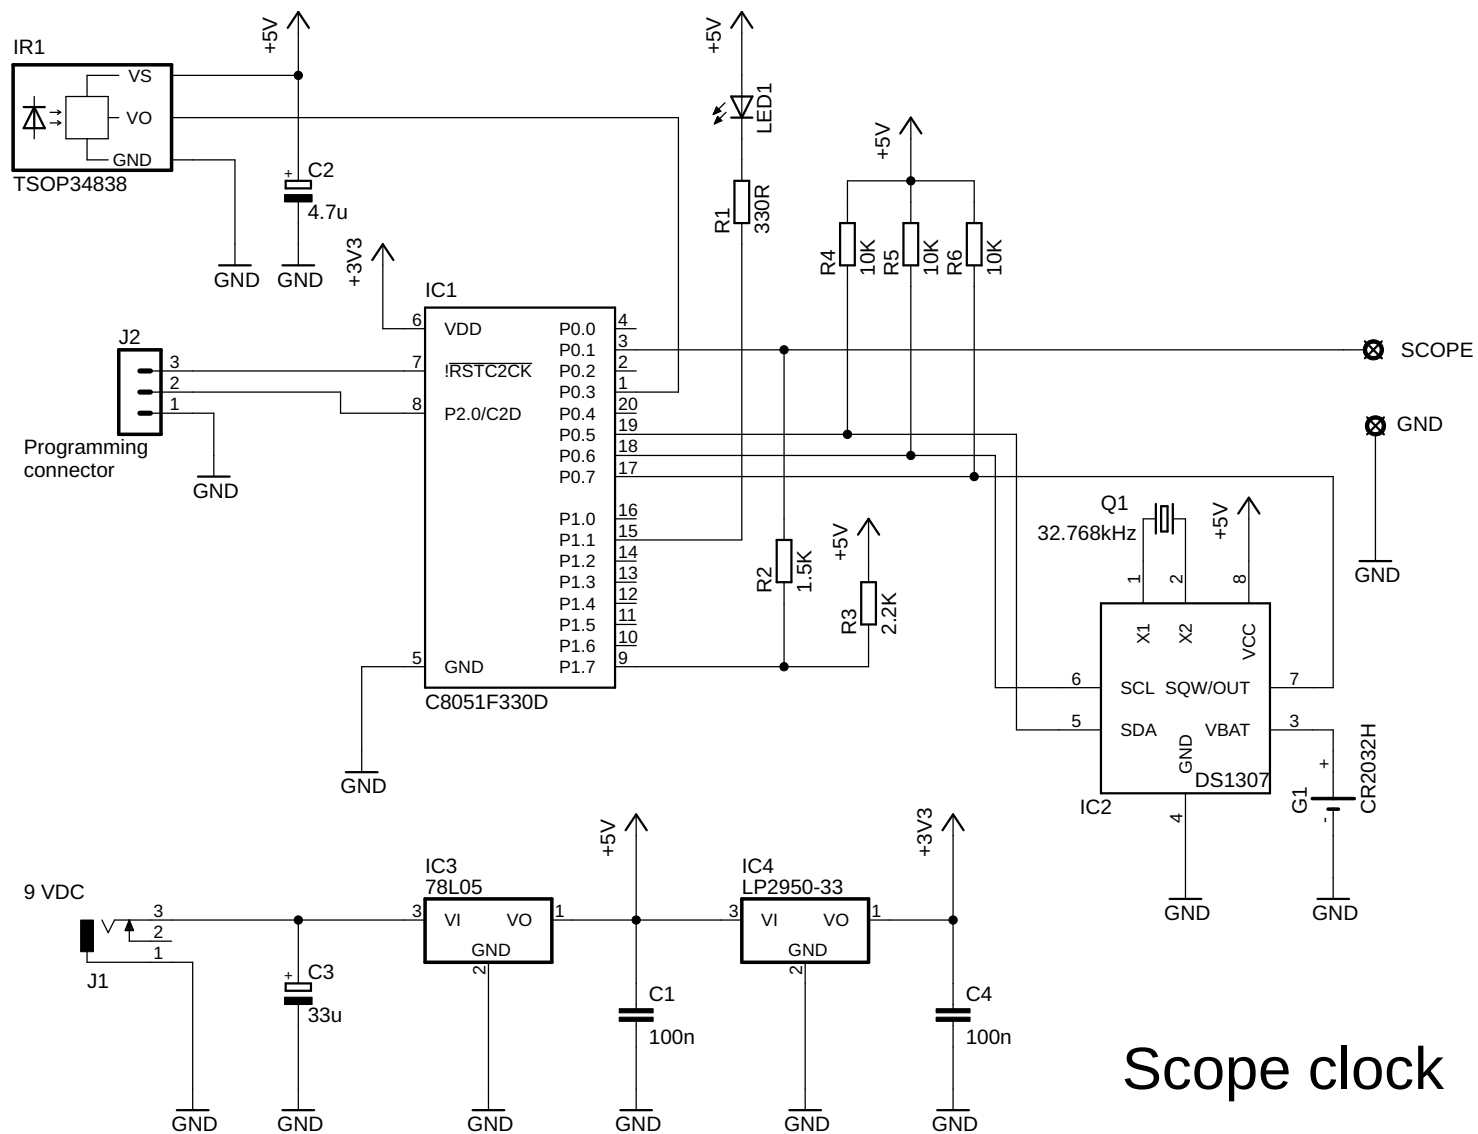 IR1
VS
VO
GND
TSOP34838
+5V
+
C2
4.7u
GND
GND
+3V3
+5V
LED1
R1
330R
+5V
R4
10K
R5
10K
R6
10K
J2
3
2
1
Programming
connector
GND
IC1
6
VDD
7
!RSTC2CK
8
P2.0/C2D
5
GND
P0.0
4
P0.1
3
P0.2
2
P0.3
1
P0.4
20
P0.5
19
P0.6
18
P0.7
17
P1.0
16
P1.1
15
P1.2
14
P1.3
13
P1.4
12
P1.5
11
P1.6
10
P1.7
9
C8051F330D
GND
R2
1.5K
+5V
R3
2.2K
SCOPE
GND
GND
Q1
32.768kHz
+5V
1
2
8
X1
X2
VCC
6
SCL
SQW/OUT
7
5
SDA
VBAT
3
GND
DS1307
IC2
4
GND
+
G1
-
CR2032H
GND
9 VDC
3
2
1
J1
GND
+
C3
33u
GND
IC3
78L05
3
VI
VO
1
GND
2
GND
+5V
C1
100n
GND
IC4
LP2950-33
3
VI
VO
1
GND
2
GND
+3V3
C4
100n
GND
Scope clock